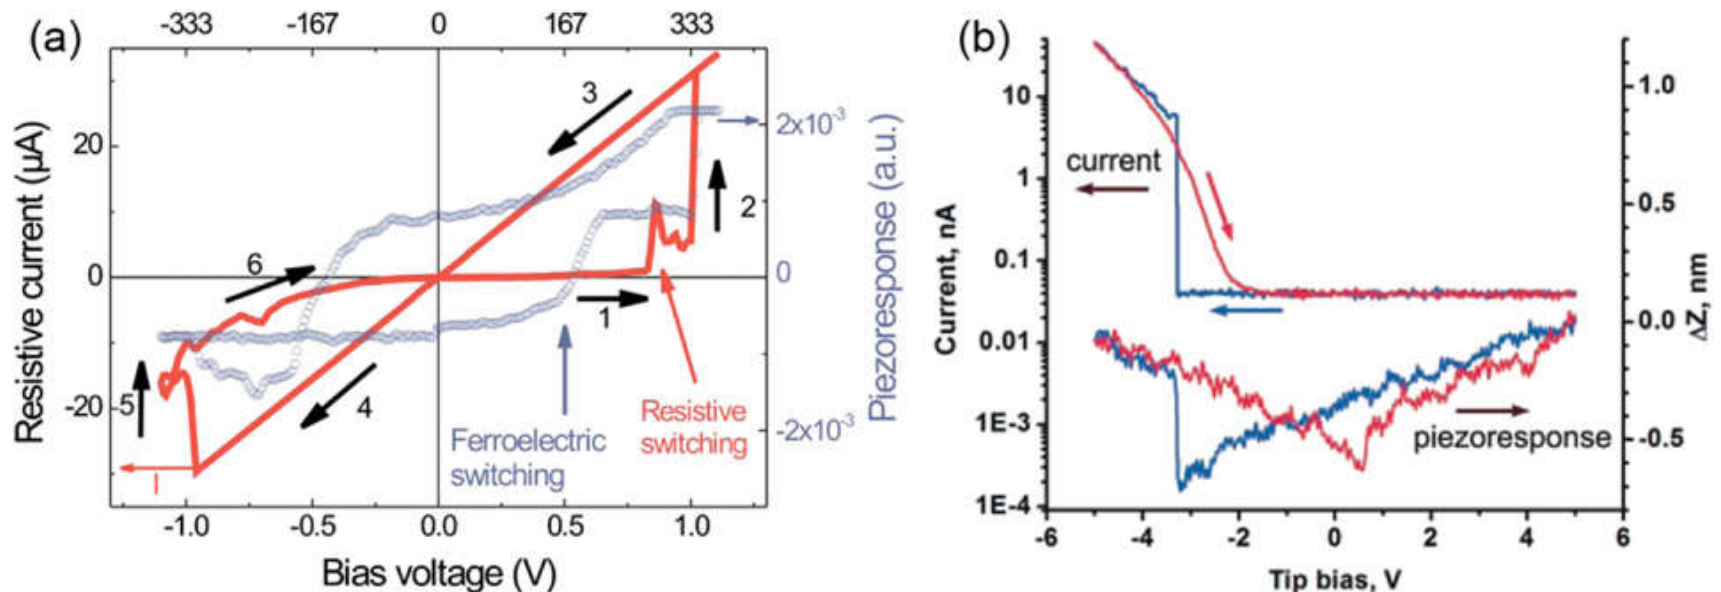 (a)
-333 -167 0 167 333
Resistive current (μA)
20
0
-20
3
2
1
6
4
5
2x10⁻³
0
-2x10⁻³
Piezoresponse (a.u.)
Ferroelectric
switching
Resistive
switching
I
-1.0 -0.5 0.0 0.5 1.0
Bias voltage (V)
(b)
Current, nA
10
1
0.1
0.01
1E-3
1E-4
current
piezoresponse
1.0
0.5
0.0
-0.5
ΔZ, nm
-6 -4 -2 0 2 4 6
Tip bias, V